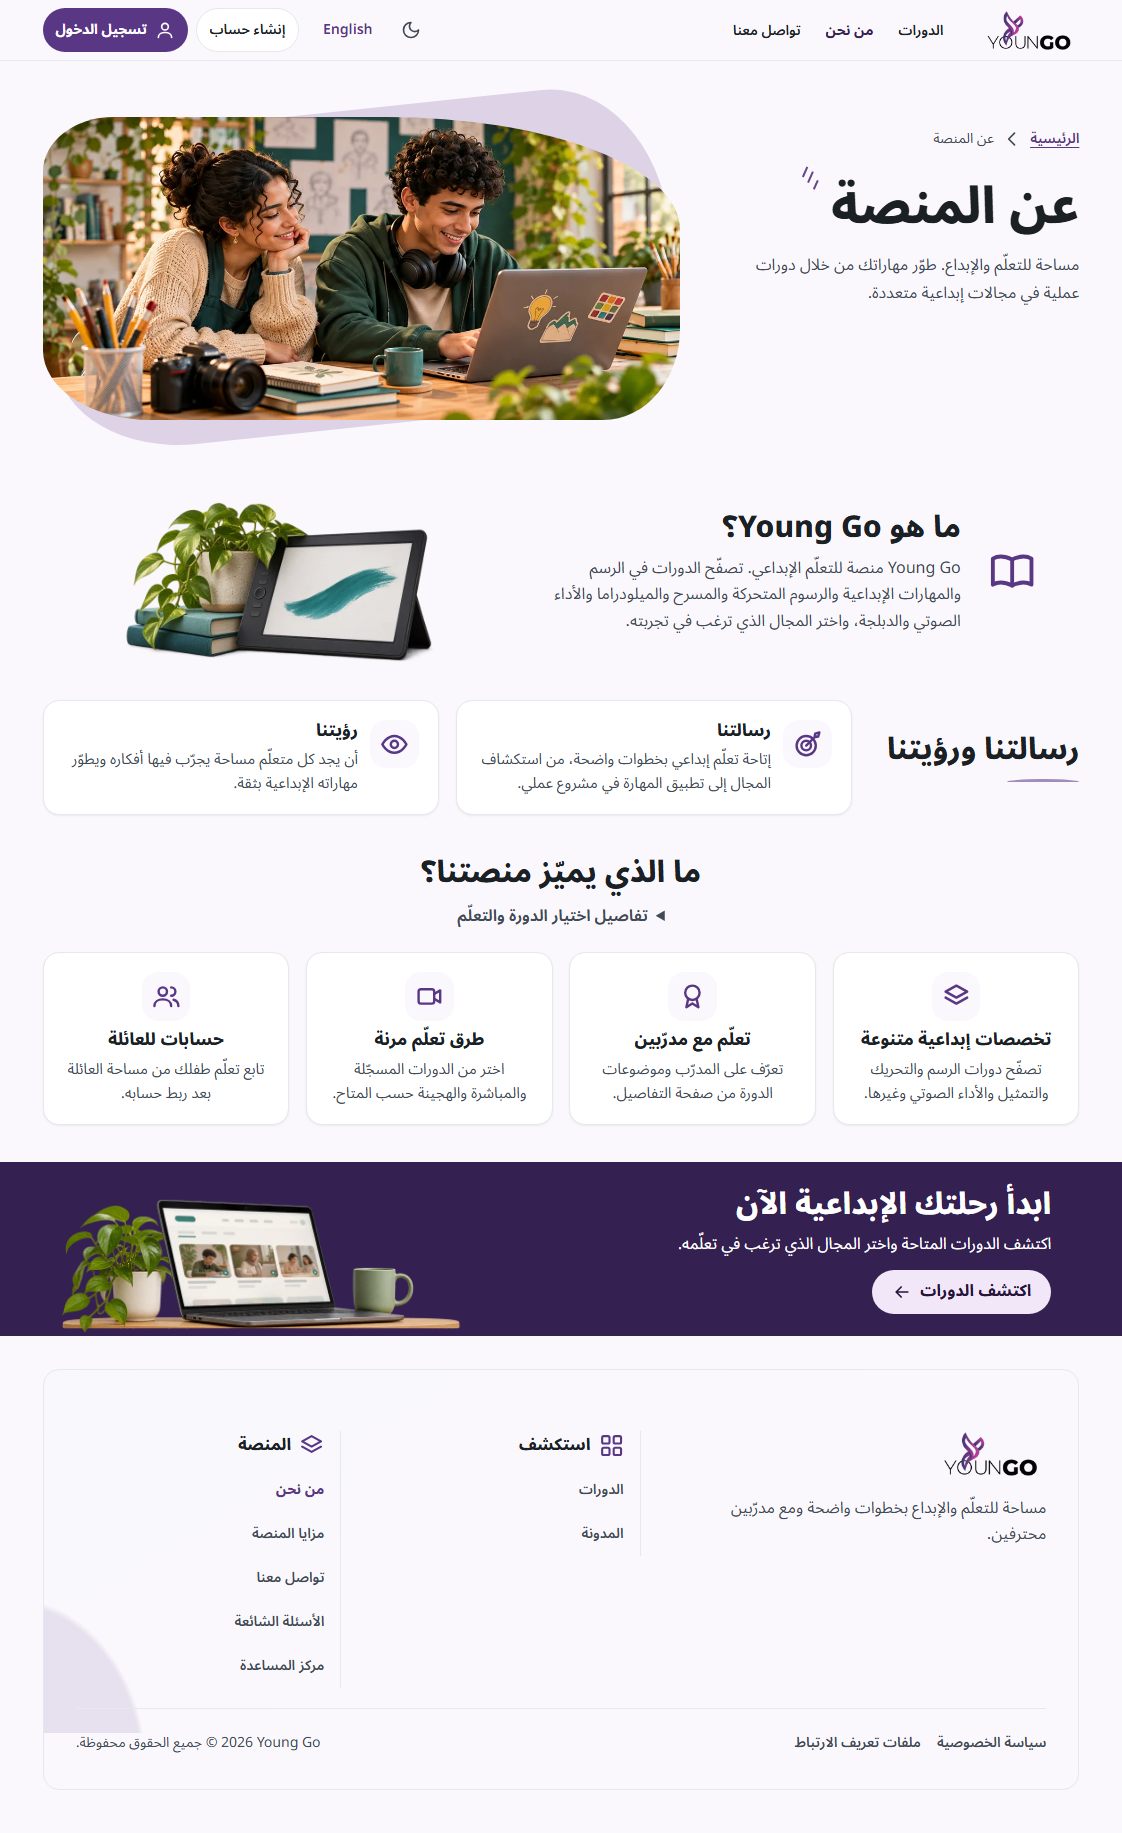 YOUNGO
الدورات
من نحن
تواصل معنا
English
إنشاء حساب
تسجيل الدخول
الرئيسية
عن المنصة
عن المنصة
مساحة للتعلّم والإبداع. طوّر مهاراتك من خلال دورات
عملية في مجالات إبداعية متعددة.
ما هو Young Go؟
Young Go منصة للتعلّم الإبداعي. تصفّح الدورات في الرسم
والمهارات الإبداعية والرسوم المتحركة والمسرح والميلودراما والأداء
الصوتي والدبلجة، واختر المجال الذي ترغب في تجربته.
رسالتنا ورؤيتنا
رسالتنا
إتاحة تعلّم إبداعي بخطوات واضحة، من استكشاف
المجال إلى تطبيق المهارة في مشروع عملي.
رؤيتنا
أن يجد كل متعلّم مساحة يجرّب فيها أفكاره ويطوّر
مهاراته الإبداعية بثقة.
ما الذي يميّز منصتنا؟
تفاصيل اختيار الدورة والتعلّم
تخصصات إبداعية متنوعة
تصفّح دورات الرسم والتحريك
والتمثيل والأداء الصوتي وغيرها.
تعلّم مع مدرّبين
تعرّف على المدرّب وموضوعات
الدورة من صفحة التفاصيل.
طرق تعلّم مرنة
اختر من الدورات المسجّلة
والمباشرة والهجينة حسب المتاح.
حسابات للعائلة
تابع تعلّم طفلك من مساحة العائلة
بعد ربط حسابه.
ابدأ رحلتك الإبداعية الآن
اكتشف الدورات المتاحة واختر المجال الذي ترغب في تعلّمه.
اكتشف الدورات
YOUNGO
مساحة للتعلّم والإبداع بخطوات واضحة ومع مدرّبين
محترفين.
استكشف
الدورات
المدونة
المنصة
من نحن
مزايا المنصة
تواصل معنا
الأسئلة الشائعة
مركز المساعدة
سياسة الخصوصية
ملفات تعريف الارتباط
Young Go 2026 © جميع الحقوق محفوظة.